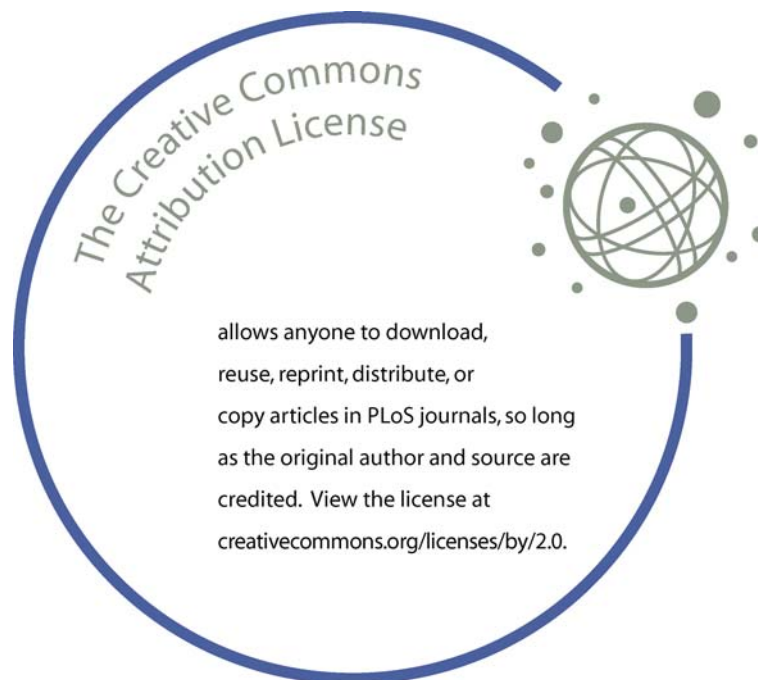 The Creative Commons
Attribution License
allows anyone to download,
reuse, reprint, distribute, or
copy articles in PLoS journals, so long
as the original author and source are
credited. View the license at
creativecommons.org/licenses/by/2.0.